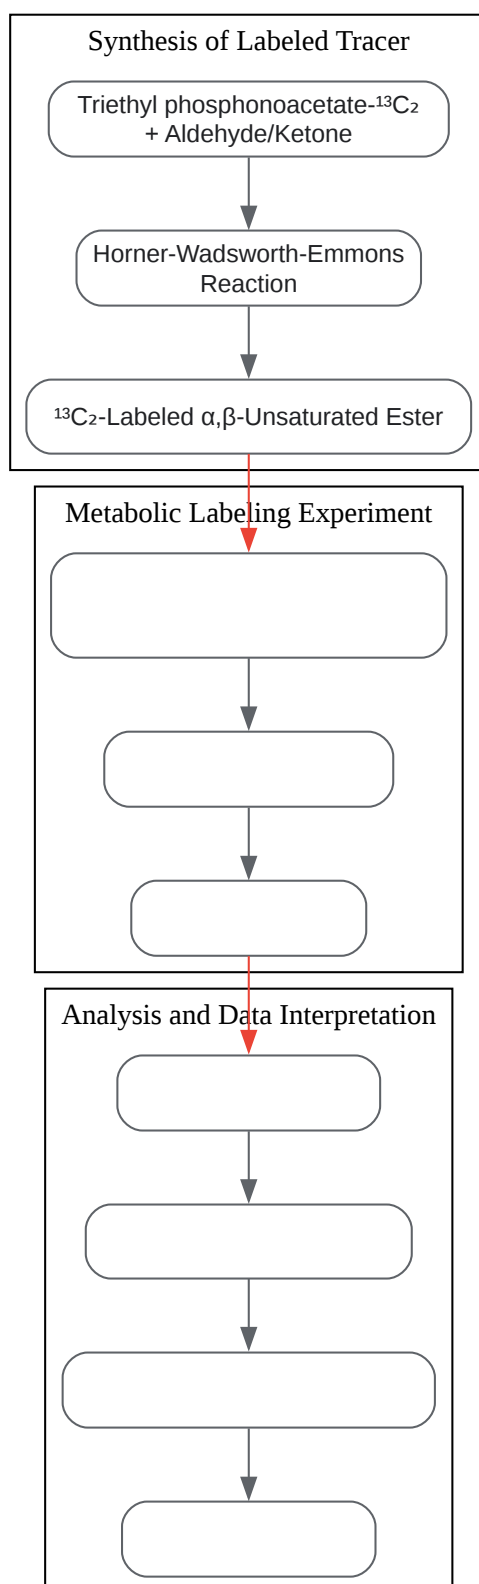 Synthesis of Labeled Tracer
Triethyl phosphonoacetate-¹³C₂
+ Aldehyde/Ketone
Horner-Wadsworth-Emmons
Reaction
¹³C₂-Labeled α,β-Unsaturated Ester
Metabolic Labeling Experiment
Analysis and Data Interpretation